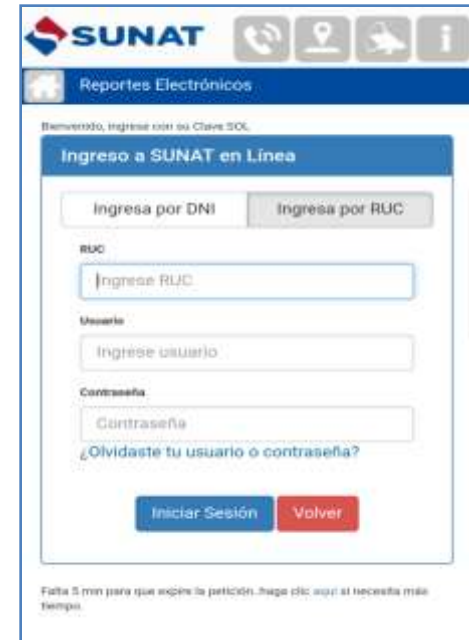 SUNAT
Reportes Electrónicos
Bienvenido, ingrese con su Clave SOL.
Ingreso a SUNAT en Línea
Ingresa por DNI
Ingresa por RUC
RUC
Ingrese RUC
Usuario
Ingrese usuario
Contraseña
Contraseña
¿Olvidaste tu usuario o contraseña?
Iniciar Sesión
Volver
Falta 5 mn para que expire la petición, haga clic aquí si necesita más
tiempo.